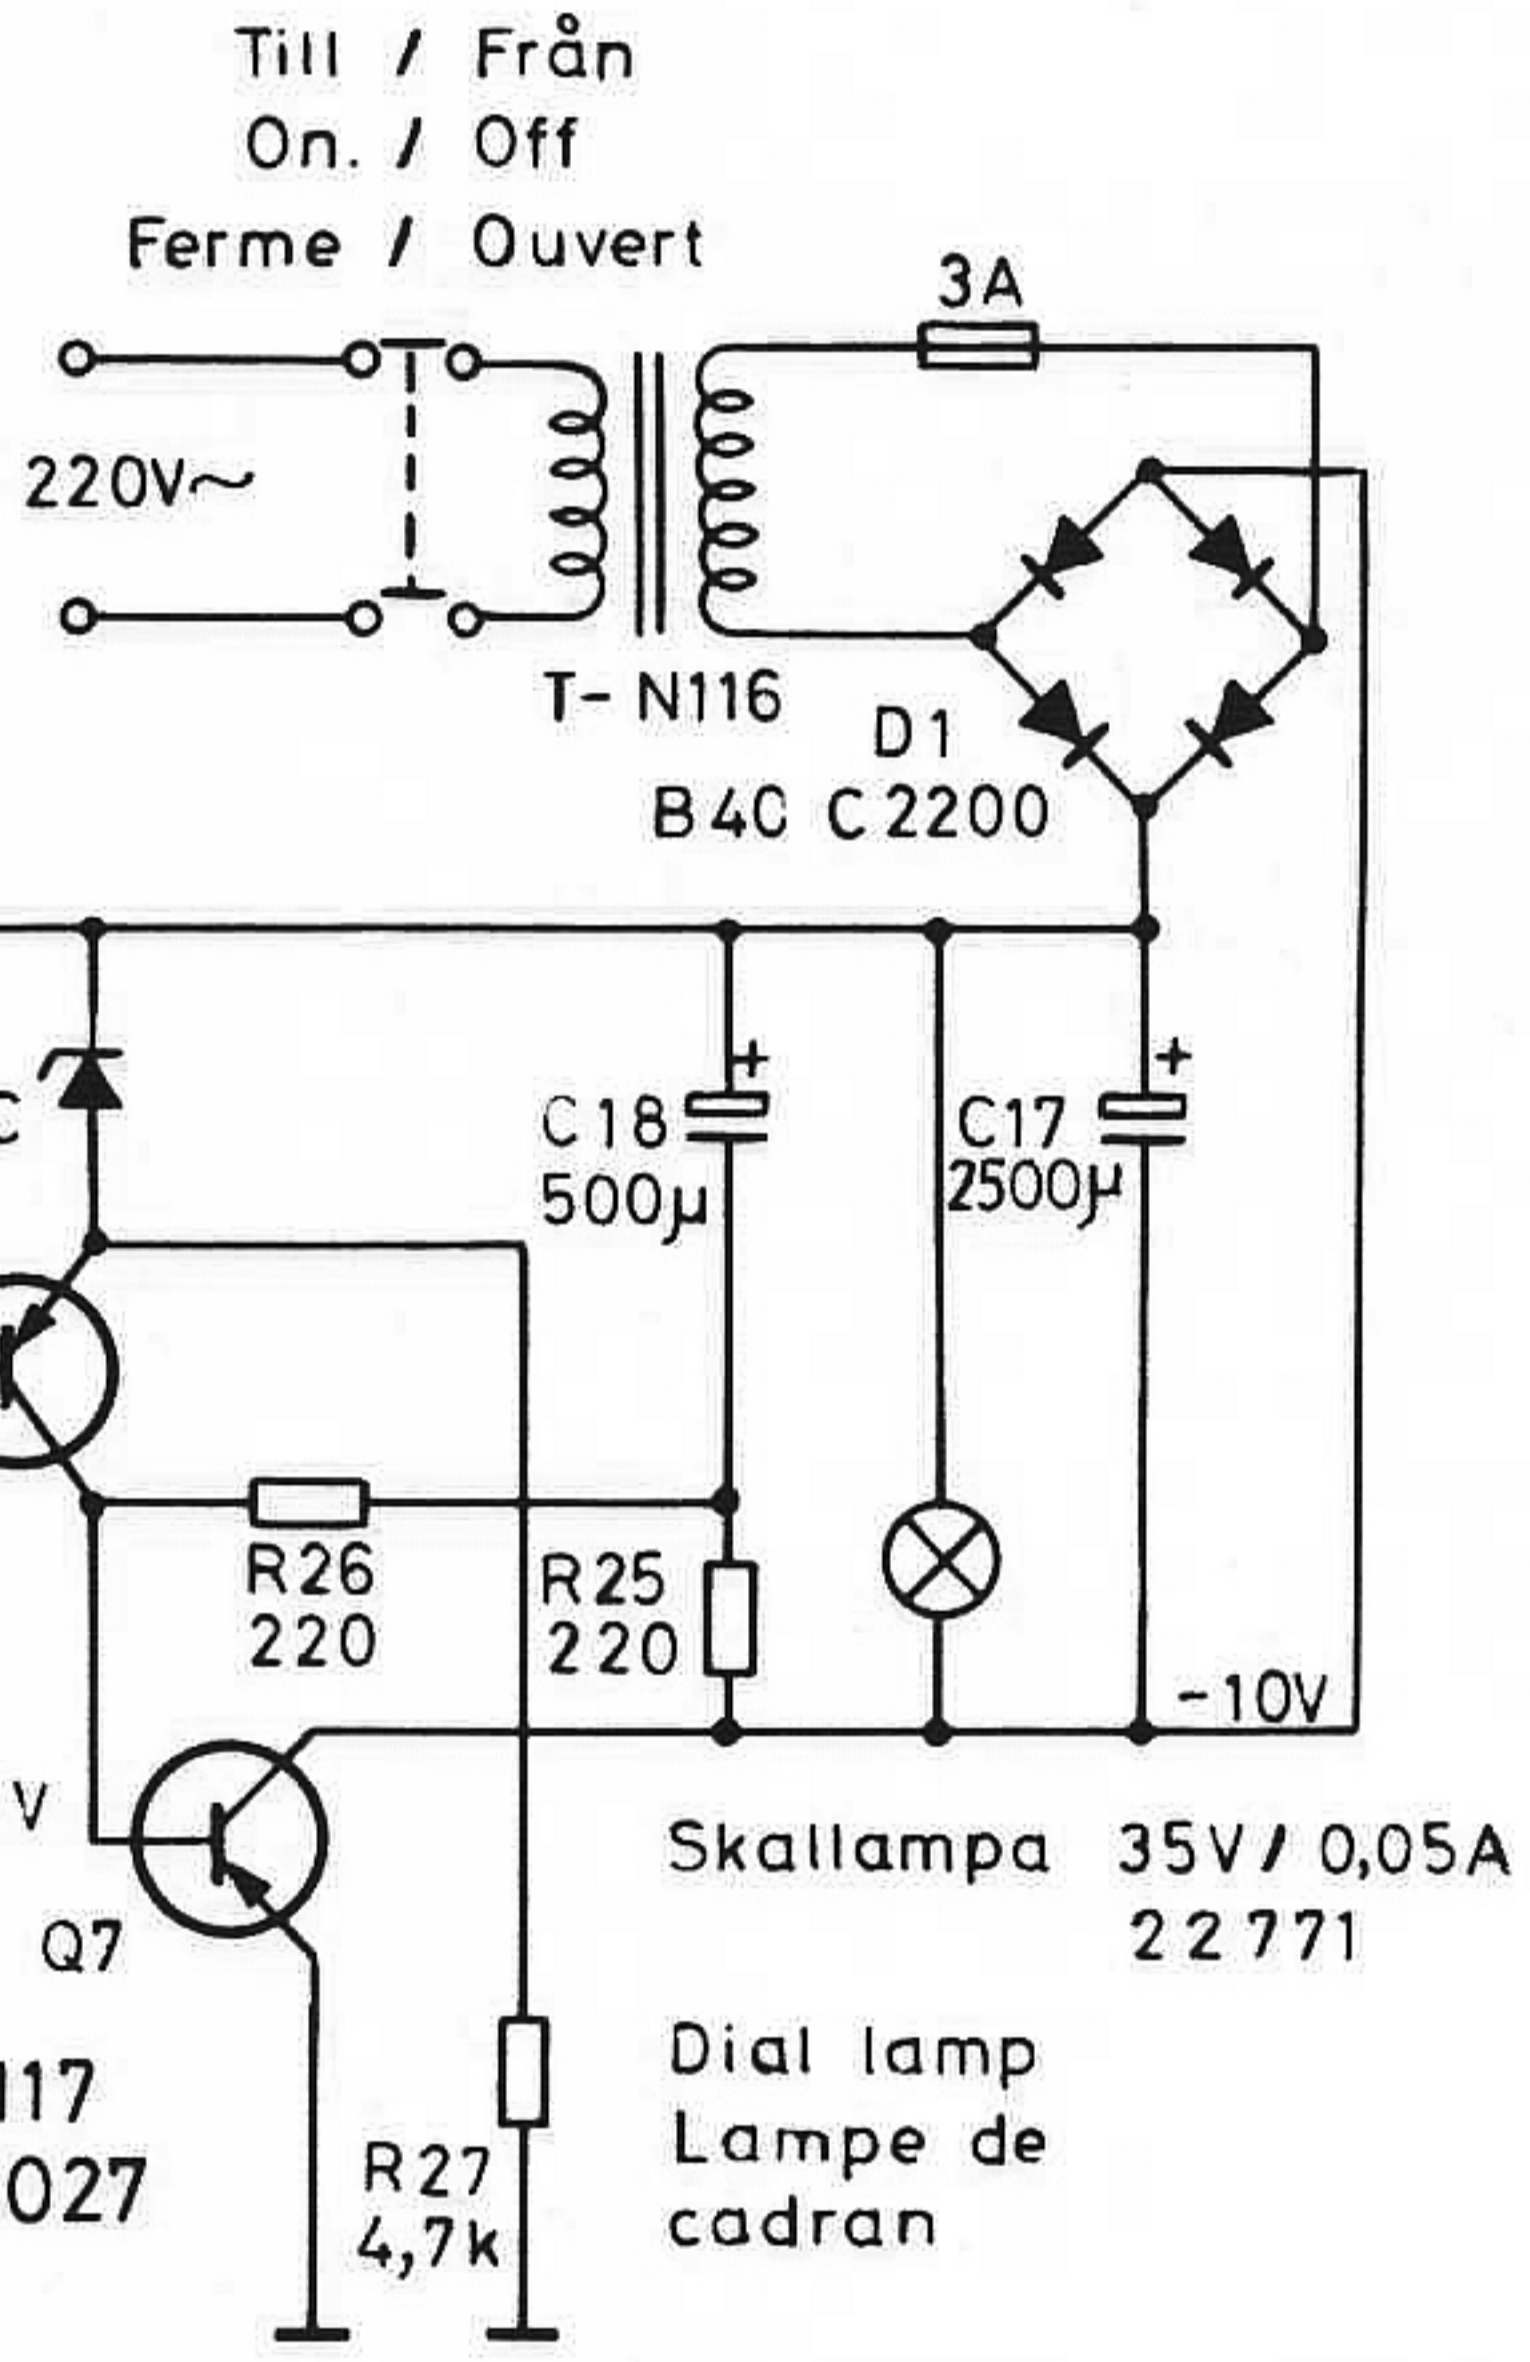 Till / Från
On. / Off
Ferme / Ouvert
3A
220V~
T- N116
D1
B40 C2200
+
+
C18
500µ
C17
2500µ
R26
220
R25
220
-10V
V
Skallampa 35V/ 0,05A
22771
Q7
Dial lamp
Lampe de
cadran
117
027
R27
4,7k